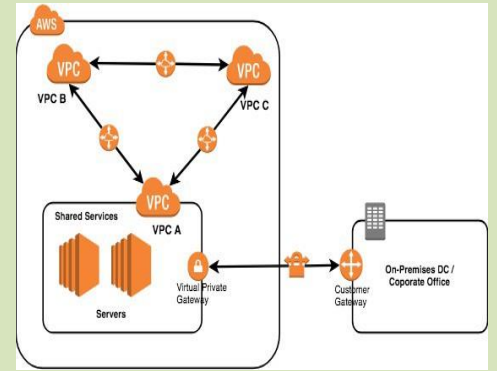 AWS
VPC
VPC B
VPC
VPC C
VPC
VPC A
Shared Services
Servers
Virtual Private
Gateway
Customer
Gateway
On-Premises DC /
Coporate Office